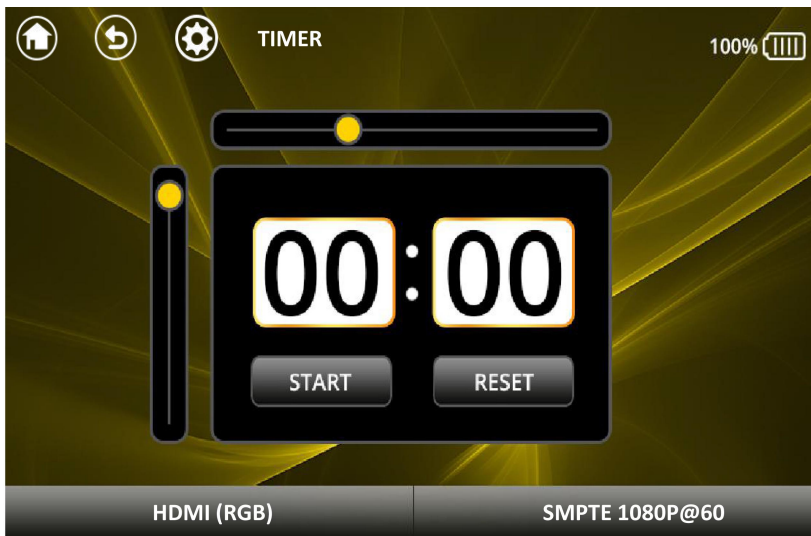 TIMER
100%
00:00
START RESET
HDMI (RGB) SMPTE 1080P@60